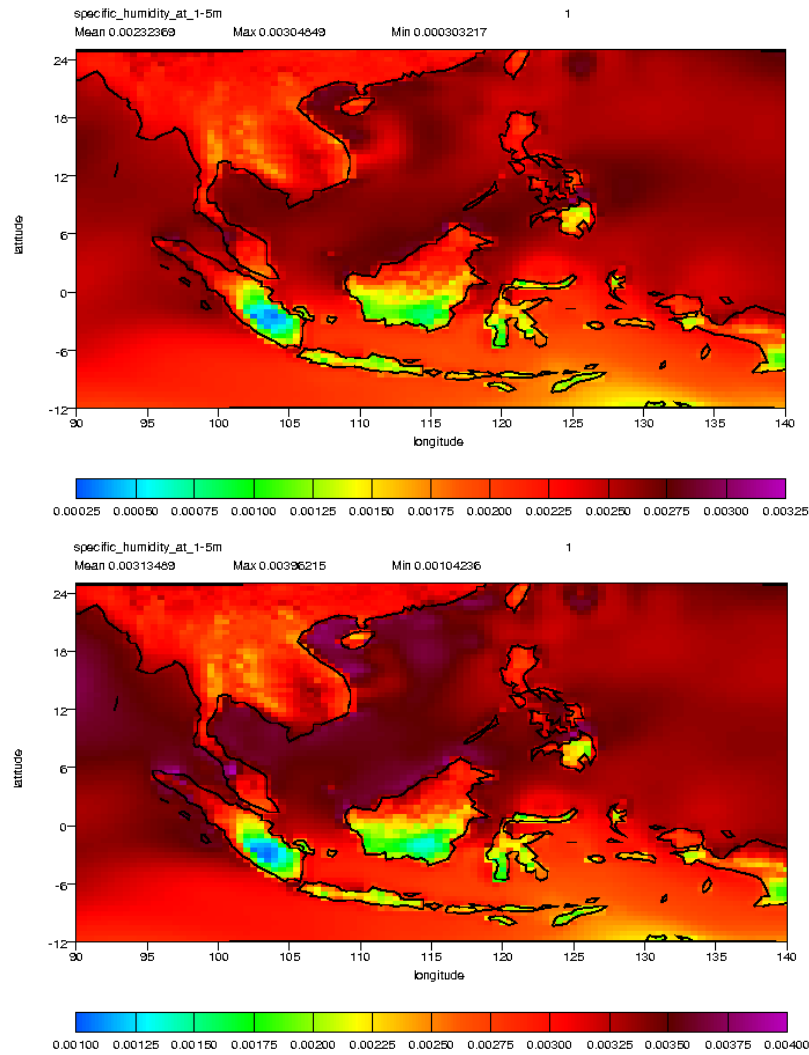 specific_humidity_at_1-5m 1
Mean 0.00232369 Max 0.00304849 Min 0.000303217
24
18
12
6
0
-6
-12
latitude
90 95 100 105 110 115 120 125 130 135 140
longitude
0.00025 0.00050 0.00075 0.00100 0.00125 0.00150 0.00175 0.00200 0.00225 0.00250 0.00275 0.00300 0.00325
specific_humidity_at_1-5m 1
Mean 0.00313489 Max 0.00396215 Min 0.00104236
24
18
12
6
0
-6
-12
latitude
90 95 100 105 110 115 120 125 130 135 140
longitude
0.00100 0.00125 0.00150 0.00175 0.00200 0.00225 0.00250 0.00275 0.00300 0.00325 0.00350 0.00375 0.00400